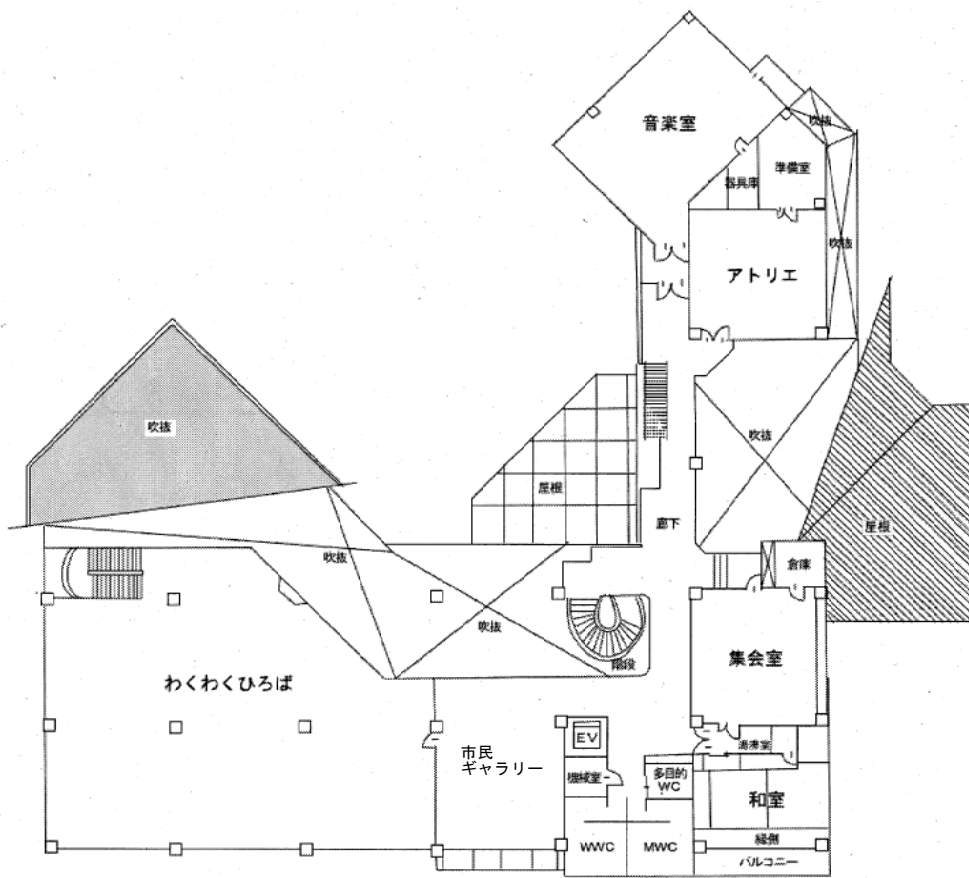 音楽室
吹抜
器具庫
準備室
吹抜
アトリエ
吹抜
吹抜
屋根
廊下
屋根
吹抜
倉庫
吹抜
階段
集会室
わくわくひろば
EV
湯沸室
市民
ギャラリー
機械室
多目的
WC
和室
縁側
WWC
MWC
バルコニー